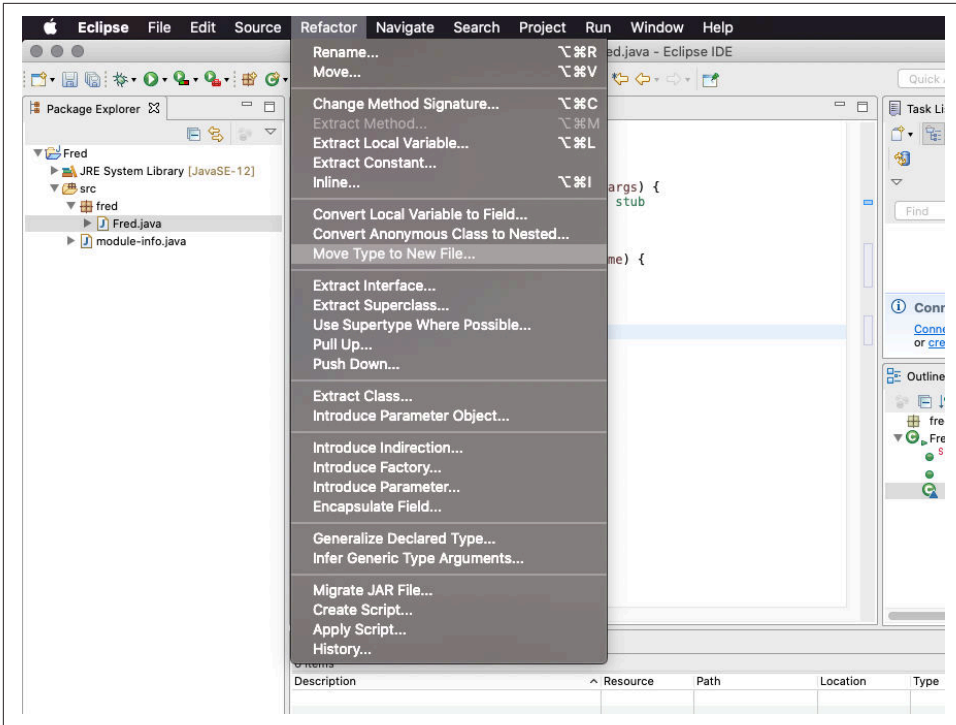 Eclipse File Edit Source Refactor Navigate Search Project Run Window Help
ed.java - Eclipse IDE
Quick
Package Explorer
Fred
JRE System Library [JavaSE-12]
src
fred
Fred.java
module-info.java
Rename... ⌥⌘R
Move... ⌥⌘V
Change Method Signature... ⌥⌘C
Extract Method... ⌥⌘M
Extract Local Variable... ⌥⌘L
Extract Constant...
Inline... ⌥⌘I
Convert Local Variable to Field...
Convert Anonymous Class to Nested...
Move Type to New File...
Extract Interface...
Extract Superclass...
Use Supertype Where Possible...
Pull Up...
Push Down...
Extract Class...
Introduce Parameter Object...
Introduce Indirection...
Introduce Factory...
Introduce Parameter...
Encapsulate Field...
Generalize Declared Type...
Infer Generic Type Arguments...
Migrate JAR File...
Create Script...
Apply Script...
History...
args) {
stub
me) {
Task Li
Find
Conn
Conne
or cre
Outline
fre
Fre
S
0 items
Description Resource Path Location Type